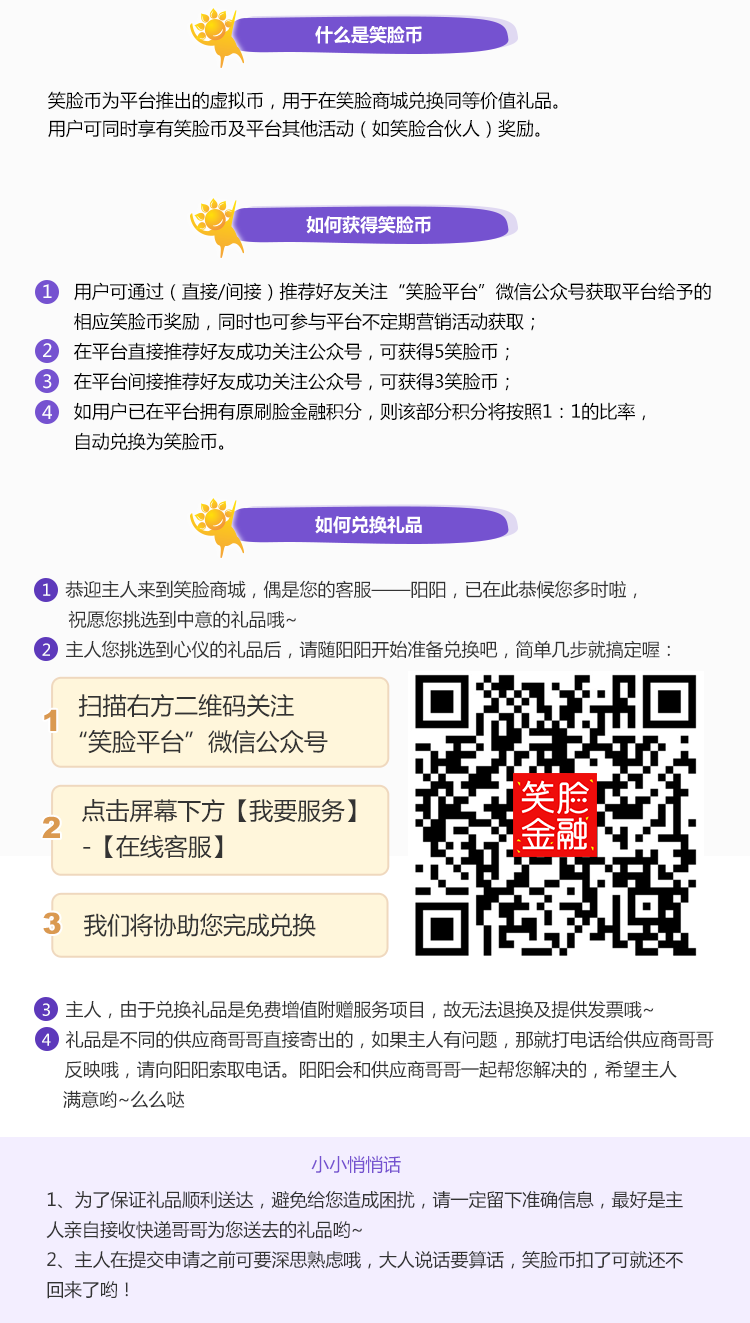 什么是笑脸币
笑脸币为平台推出的虚拟币，用于在笑脸商城兑换同等价值礼品。
用户可同时享有笑脸币及平台其他活动（如笑脸合伙人）奖励。
如何获得笑脸币
1 用户可通过（直接/间接）推荐好友关注“笑脸平台”微信公众号获取平台给予的
相应笑脸币奖励，同时也可参与平台不定期营销活动获取；
2 在平台直接推荐好友成功关注公众号，可获得5笑脸币；
3 在平台间接推荐好友成功关注公众号，可获得3笑脸币；
4 如用户已在平台拥有原刷脸金融积分，则该部分积分将按照1：1的比率，
自动兑换为笑脸币。
如何兑换礼品
1 恭迎主人来到笑脸商城，偶是您的客服——阳阳，已在此恭候您多时啦，
祝愿您挑选到中意的礼品哦~
2 主人您挑选到心仪的礼品后，请随阳阳开始准备兑换吧，简单几步就搞定喔：
1 扫描右方二维码关注
“笑脸平台”微信公众号
2 点击屏幕下方【我要服务】
-【在线客服】
3 我们将协助您完成兑换
笑脸
金融
3 主人，由于兑换礼品是免费增值附赠服务项目，故无法退换及提供发票哦~
4 礼品是不同的供应商哥哥直接寄出的，如果主人有问题，那就打电话给供应商哥哥
反映哦，请向阳阳索取电话。阳阳会和供应商哥哥一起帮您解决的，希望主人
满意哟~么么哒
小小悄悄话
1、为了保证礼品顺利送达，避免给您造成困扰，请一定留下准确信息，最好是主
人亲自接收快递哥哥为您送去的礼品哟~
2、主人在提交申请之前可要深思熟虑哦，大人说话要算话，笑脸币扣了可就还不
回来了哟！